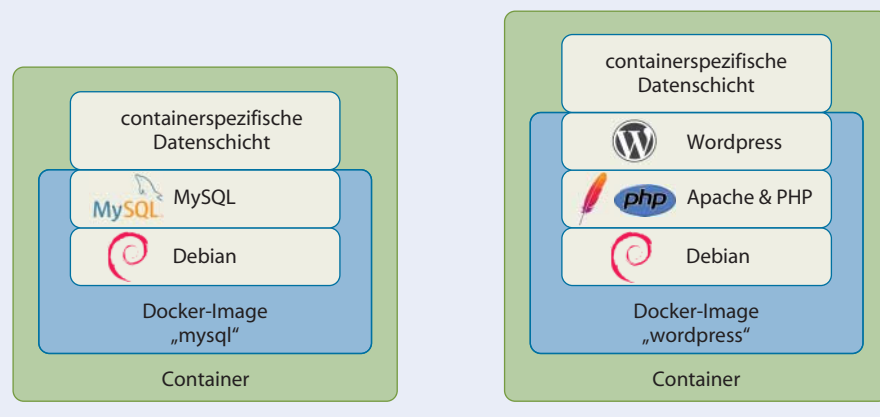 containerspezifische
Datenschicht
MySQL
MySQL
Debian
Docker-Image
„mysql“
Container
containerspezifische
Datenschicht
W
Wordpress
php
Apache & PHP
Debian
Docker-Image
„wordpress“
Container